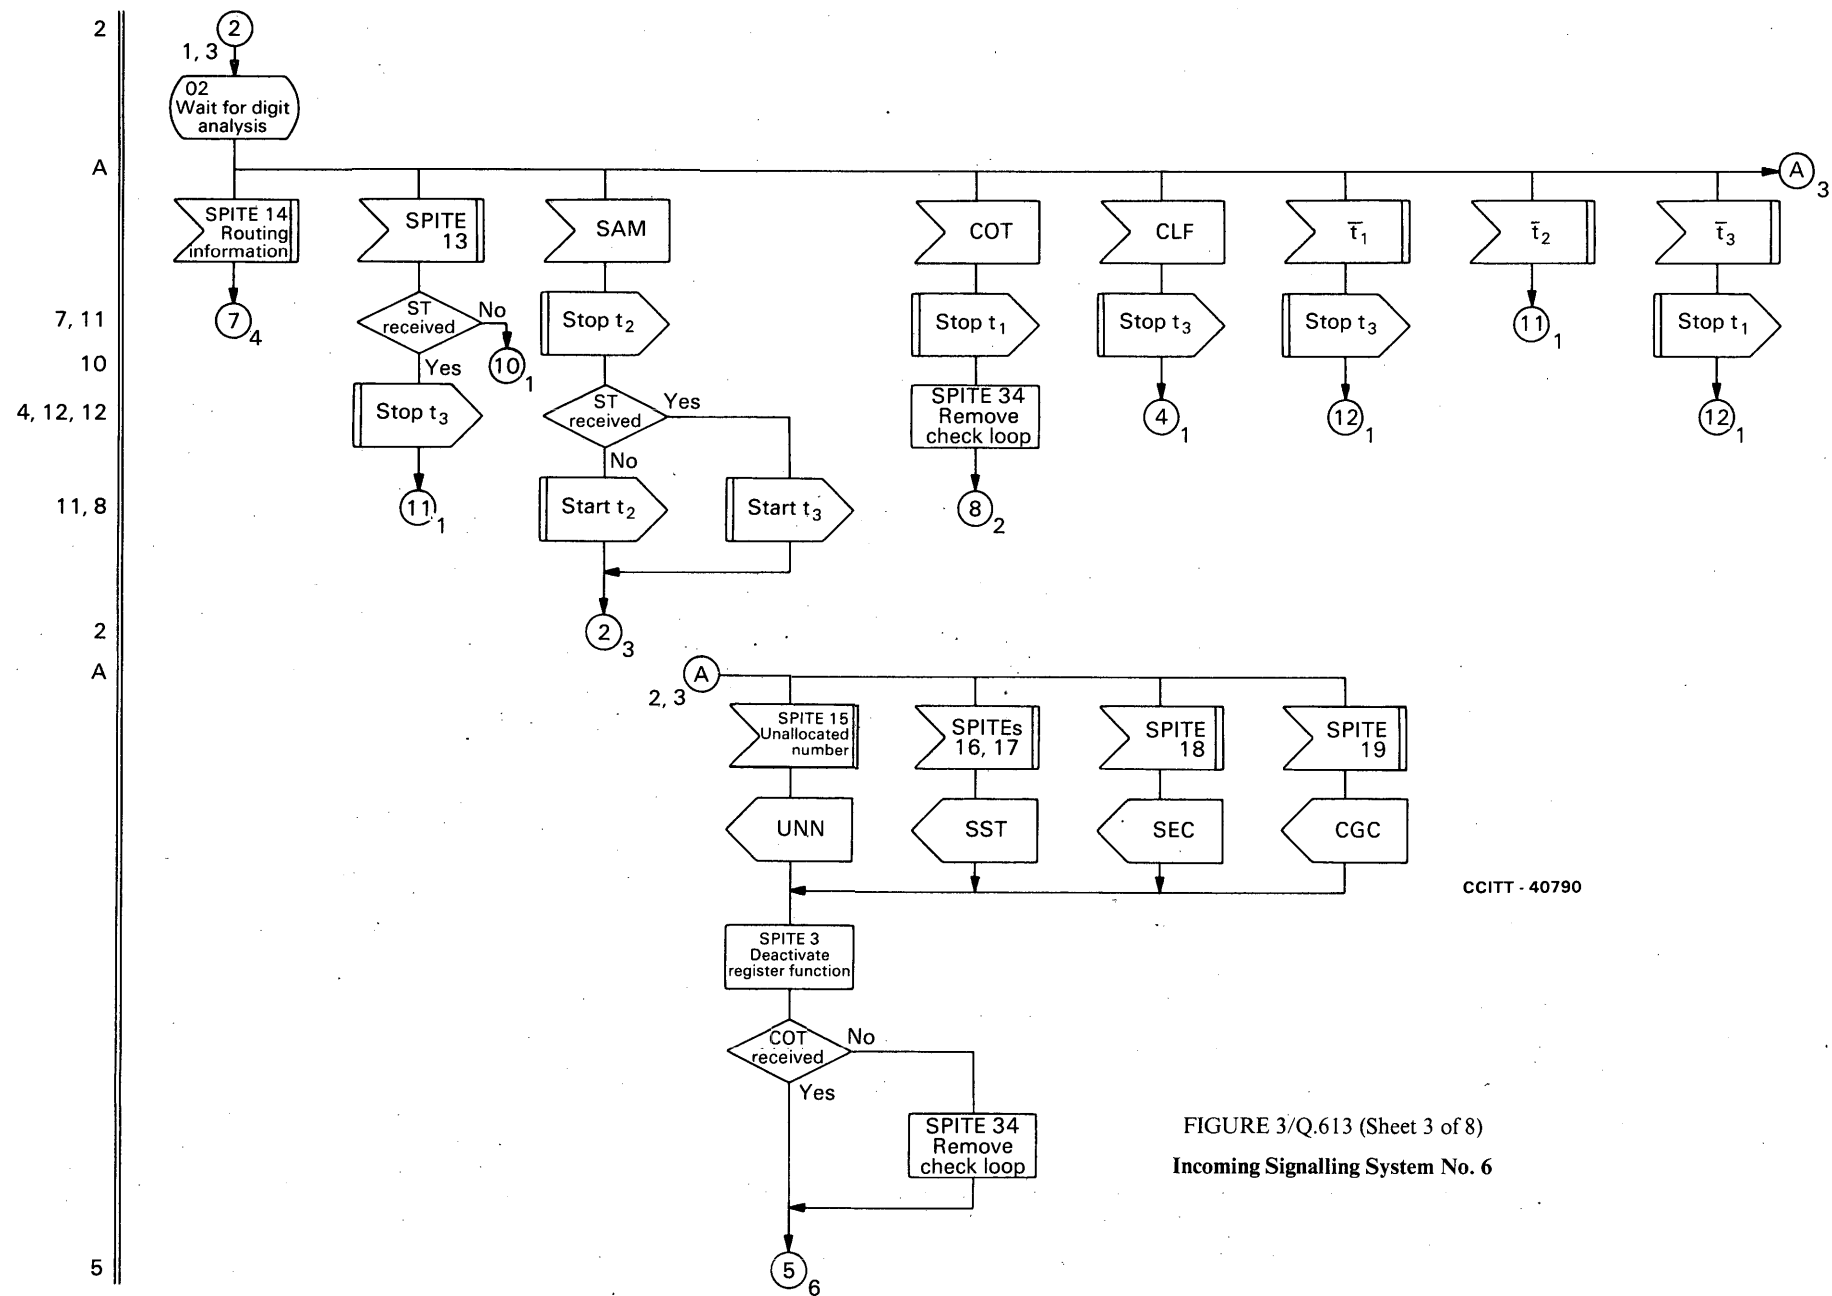 2
2
1, 3
02
Wait for digit
analysis
A
A
3
SPITE 14
Routing
information
SPITE
13
SAM
COT
CLF
t̄1
t̄2
t̄3
7, 11
7
4
ST
received
No
Stop t2
Stop t1
Stop t3
Stop t3
11
1
Stop t1
10
10
1
Yes
4, 12, 12
Stop t3
ST
received
Yes
SPITE 34
Remove
check loop
4
1
12
1
12
1
No
11, 8
11
1
Start t2
Start t3
8
2
2
2
3
A
A
2, 3
SPITE 15
Unallocated
number
SPITEs
16, 17
SPITE
18
SPITE
19
UNN
SST
SEC
CGC
CCITT - 40790
SPITE 3
Deactivate
register function
COT
received
No
Yes
SPITE 34
Remove
check loop
FIGURE 3/Q.613 (Sheet 3 of 8)
Incoming Signalling System No. 6
5
5
6